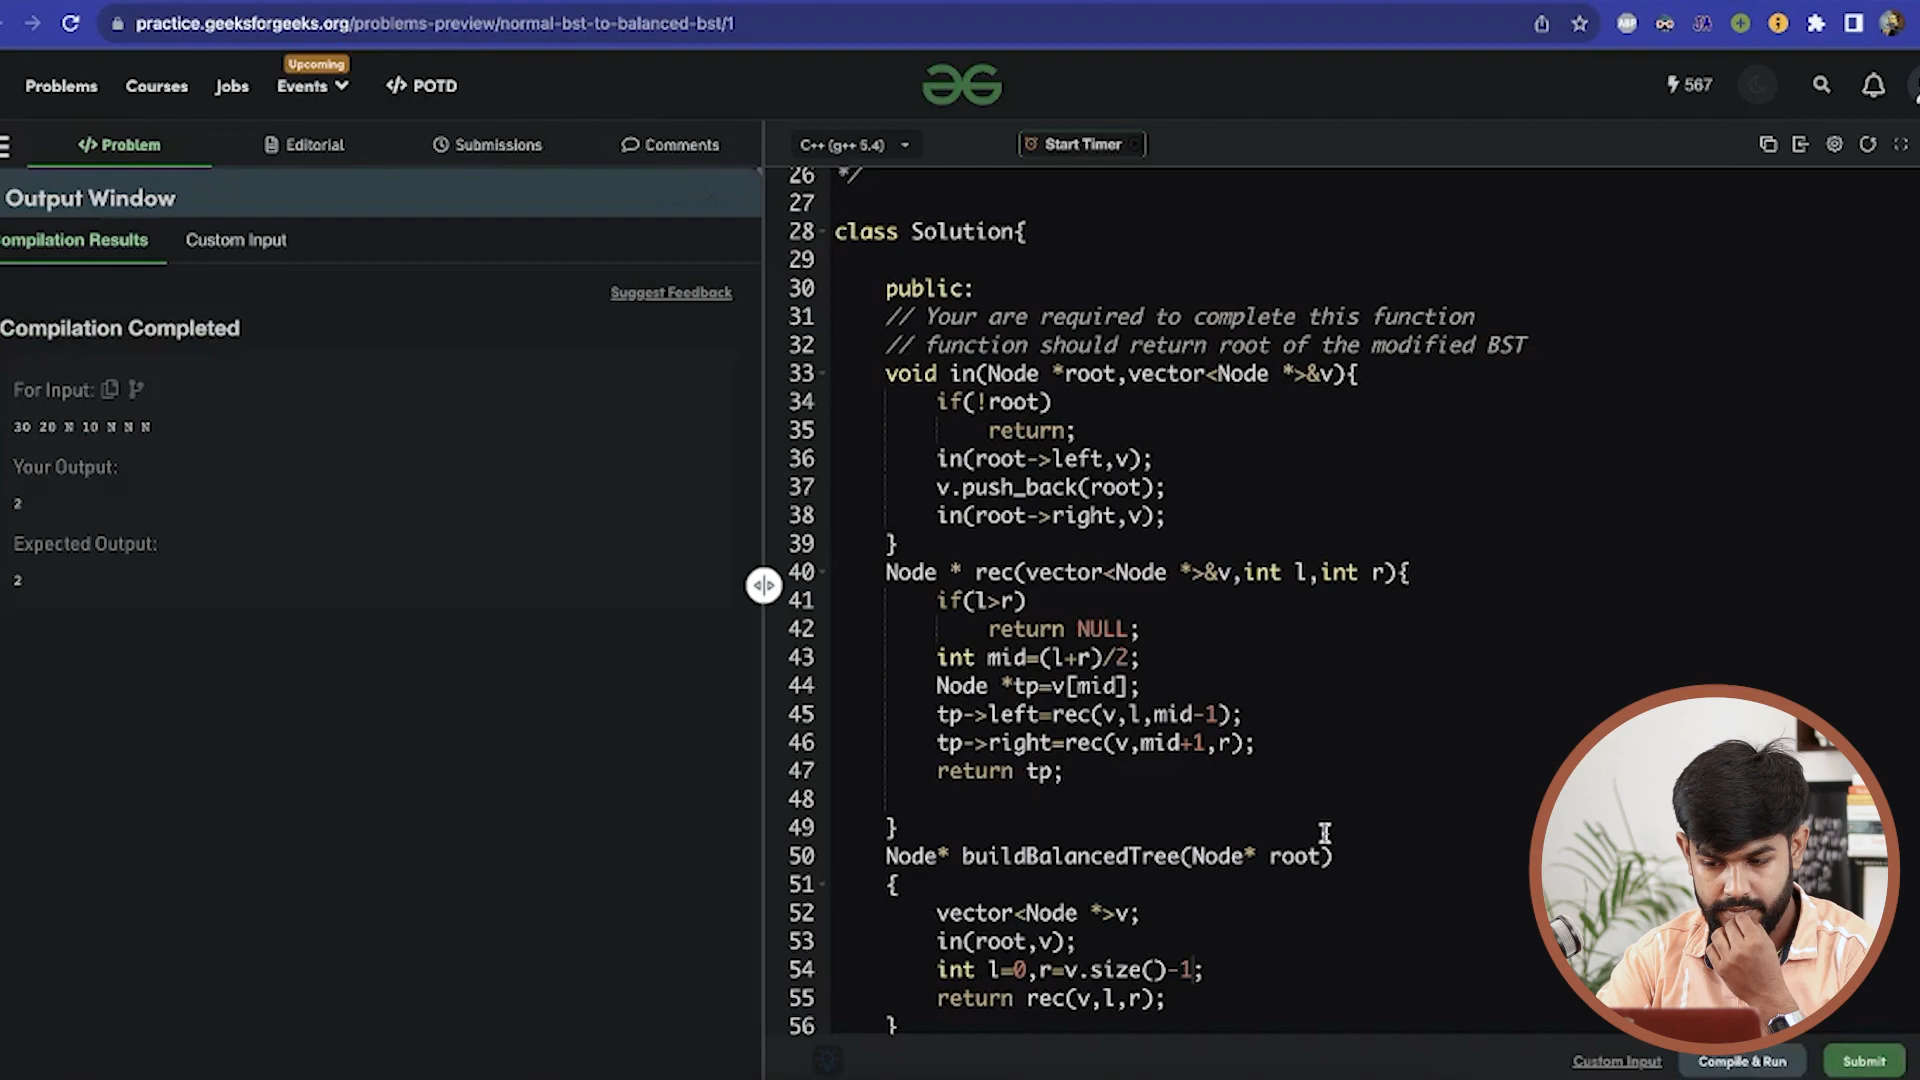 practice.geeksforgeeks.org/problems-preview/normal-bst-to-balanced-bst/1
Problems
Courses
Jobs
Upcoming
Events
</> POTD
567
</> Problem
Editorial
Submissions
Comments
C++ (g++ 5.4)
Start Timer
Output Window
ompilation Results
Custom Input
Suggest Feedback
Compilation Completed
For Input:
30 20 N 10 N N N
Your Output:
2
Expected Output:
2
26 */
27
28 class Solution{
29
30 public:
31 // Your are required to complete this function
32 // function should return root of the modified BST
33 void in(Node *root,vector<Node *>&v){
34 if(!root)
35 return;
36 in(root->left,v);
37 v.push_back(root);
38 in(root->right,v);
39 }
40 Node * rec(vector<Node *>&v,int l,int r){
41 if(l>r)
42 return NULL;
43 int mid=(l+r)/2;
44 Node *tp=v[mid];
45 tp->left=rec(v,l,mid-1);
46 tp->right=rec(v,mid+1,r);
47 return tp;
48
49 }
50 Node* buildBalancedTree(Node* root)
51 {
52 vector<Node *>v;
53 in(root,v);
54 int l=0,r=v.size()-1;
55 return rec(v,l,r);
56 }
Custom Input
Compile & Run
Submit